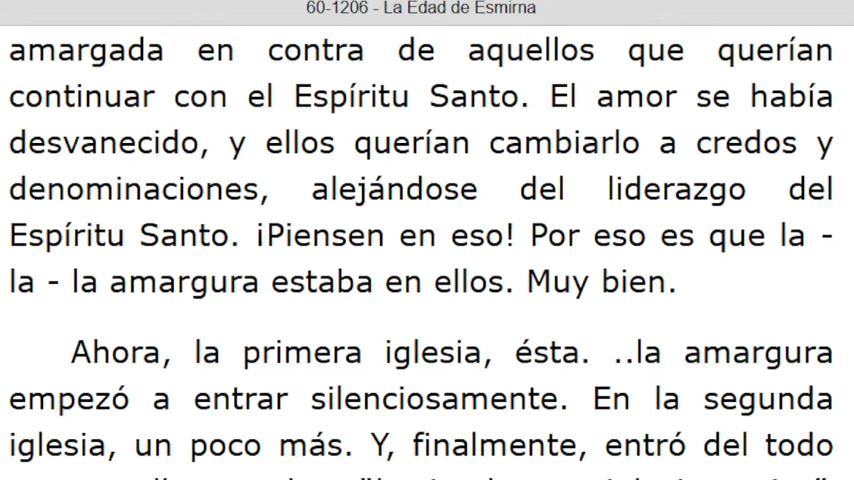 60-1206 - La Edad de Esmirna
amargada en contra de aquellos que querían
continuar con el Espíritu Santo. El amor se había
desvanecido, y ellos querían cambiarlo a credos y
denominaciones, alejándose del liderazgo del
Espíritu Santo. ¡Piensen en eso! Por eso es que la -
la - la amargura estaba en ellos. Muy bien.
Ahora, la primera iglesia, ésta. ..la amargura
empezó a entrar silenciosamente. En la segunda
iglesia, un poco más. Y, finalmente, entró del todo